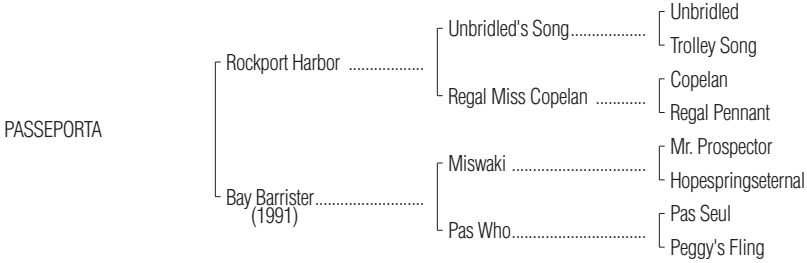 Unbridled
Unbridled's Song..................
Trolley Song
Rockport Harbor ..................
Copelan
Regal Miss Copelan ............
Regal Pennant
PASSEPORTA
Mr. Prospector
Miswaki ................................
Hopespringseternal
Bay Barrister..........................
(1991)
Pas Seul
Pas Who................................
Peggy's Fling